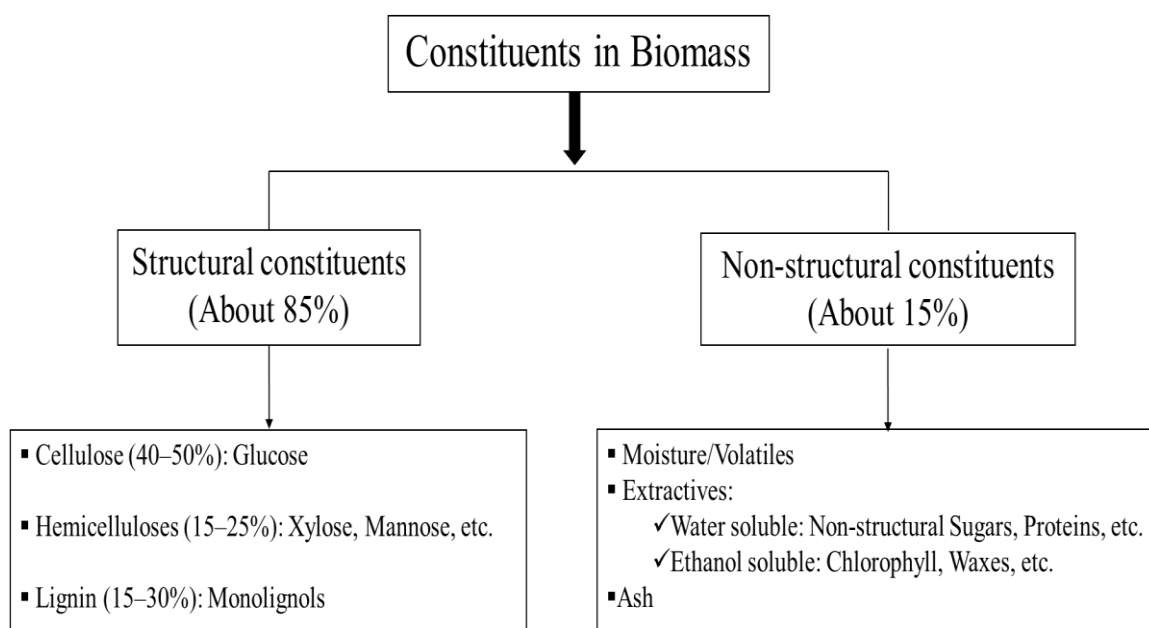 Constituents in Biomass
Structural constituents
(About 85%)
Non-structural constituents
(About 15%)
▪ Cellulose (40–50%): Glucose
▪ Hemicelluloses (15–25%): Xylose, Mannose, etc.
▪ Lignin (15–30%): Monolignols
▪ Moisture/Volatiles
▪ Extractives:
✓Water soluble: Non-structural Sugars, Proteins, etc.
✓Ethanol soluble: Chlorophyll, Waxes, etc.
▪Ash